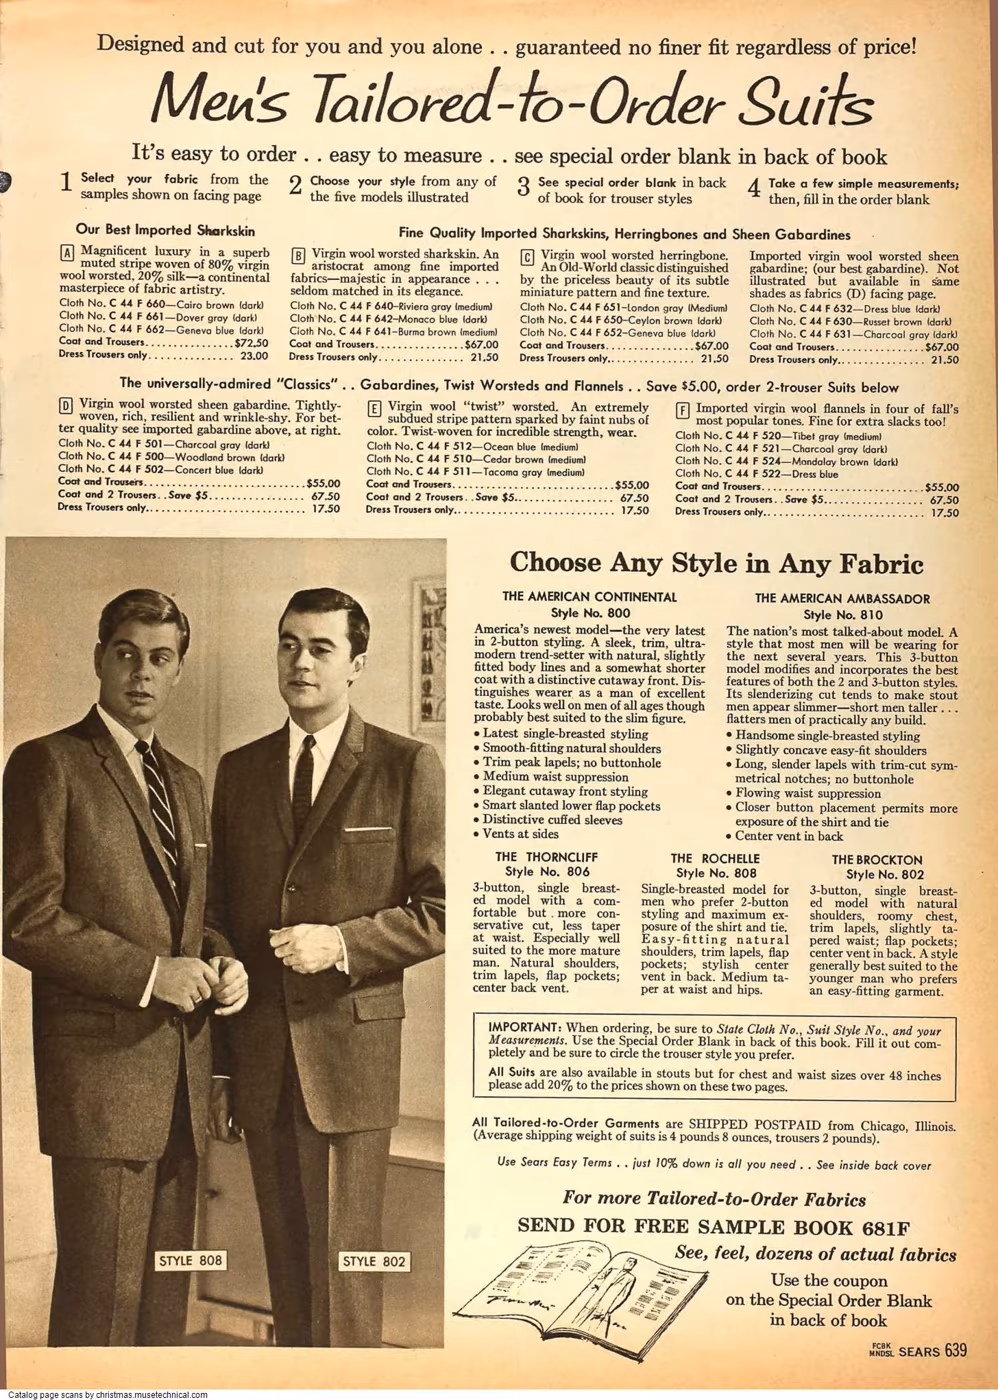 Designed and cut for you and you alone . . guaranteed no finer fit regardless of price!
Men's Tailored-to-Order Suits
It's easy to order . . easy to measure . . see special order blank in back of book
1 Select your fabric from the
samples shown on facing page
2 Choose your style from any of
the five models illustrated
3 See special order blank in back
of book for trouser styles
4 Take a few simple measurements;
then, fill in the order blank
Our Best Imported Sharkskin
A Magnificent luxury in a superb
muted stripe woven of 80% virgin
wool worsted, 20% silk—a continental
masterpiece of fabric artistry.
Cloth No. C 44 F 660—Cairo brown (dark)
Cloth No. C 44 F 661—Dover gray (dark)
Cloth No. C 44 F 662—Geneva blue (dark)
Coat and Trousers..............$72.50
Dress Trousers only.............. 23.00
Fine Quality Imported Sharkskins, Herringbones and Sheen Gabardines
B Virgin wool worsted sharkskin. An
aristocrat among fine imported
fabrics—majestic in appearance . . .
seldom matched in its elegance.
Cloth No. C 44 F 640–Riviera gray (medium)
Cloth No. C 44 F 642–Monaco blue (dark)
Cloth No. C 44 F 641–Burma brown (medium)
Coat and Trousers..............$67.00
Dress Trousers only.............. 21.50
C Virgin wool worsted herringbone.
An Old-World classic distinguished
by the priceless beauty of its subtle
miniature pattern and fine texture.
Cloth No. C 44 F 651–London gray (Medium)
Cloth No. C 44 F 650–Ceylon brown (dark)
Cloth No. C 44 F 652–Geneva blue (dark)
Coat and Trousers..............$67.00
Dress Trousers only.............. 21.50
Imported virgin wool worsted sheen
gabardine; (our best gabardine). Not
illustrated but available in same
shades as fabrics (D) facing page.
Cloth No. C 44 F 632—Dress blue (dark)
Cloth No. C 44 F 630—Russet brown (dark)
Cloth No. C 44 F 631—Charcoal gray (dark)
Coat and Trousers..............$67.00
Dress Trousers only.............. 21.50
The universally-admired "Classics" . . Gabardines, Twist Worsteds and Flannels . . Save $5.00, order 2-trouser Suits below
D Virgin wool worsted sheen gabardine. Tightly-
woven, rich, resilient and wrinkle-shy. For bet-
ter quality see imported gabardine above, at right.
Cloth No. C 44 F 501—Charcoal gray (dark)
Cloth No. C 44 F 500—Woodland brown (dark)
Cloth No. C 44 F 502—Concert blue (dark)
Coat and Trousers..........................$55.00
Coat and 2 Trousers. .Save $5................ 67.50
Dress Trousers only.......................... 17.50
E Virgin wool “twist” worsted. An extremely
subdued stripe pattern sparked by faint nubs of
color. Twist-woven for incredible strength, wear.
Cloth No. C 44 F 512—Ocean blue (medium)
Cloth No. C 44 F 510—Cedar brown (medium)
Cloth No. C 44 F 511—Tacoma gray (medium)
Coat and Trousers..........................$55.00
Coat and 2 Trousers. .Save $5................ 67.50
Dress Trousers only.......................... 17.50
F Imported virgin wool flannels in four of fall's
most popular tones. Fine for extra slacks too!
Cloth No. C 44 F 520—Tibet gray (medium)
Cloth No. C 44 F 521—Charcoal gray (dark)
Cloth No. C 44 F 524—Mandalay brown (dark)
Cloth No. C 44 F 522—Dress blue
Coat and Trousers..........................$55.00
Coat and 2 Trousers. .Save $5................ 67.50
Dress Trousers only.......................... 17.50
Choose Any Style in Any Fabric
THE AMERICAN CONTINENTAL
Style No. 800
America's newest model—the very latest
in 2-button styling. A sleek, trim, ultra-
modern trend-setter with natural, slightly
fitted body lines and a somewhat shorter
coat with a distinctive cutaway front. Dis-
tinguishes wearer as a man of excellent
taste. Looks well on men of all ages though
probably best suited to the slim figure.
• Latest single-breasted styling
• Smooth-fitting natural shoulders
• Trim peak lapels; no buttonhole
• Medium waist suppression
• Elegant cutaway front styling
• Smart slanted lower flap pockets
• Distinctive cuffed sleeves
• Vents at sides
THE AMERICAN AMBASSADOR
Style No. 810
The nation's most talked-about model. A
style that most men will be wearing for
the next several years. This 3-button
model modifies and incorporates the best
features of both the 2 and 3-button styles.
Its slenderizing cut tends to make stout
men appear slimmer—short men taller . . .
flatters men of practically any build.
• Handsome single-breasted styling
• Slightly concave easy-fit shoulders
• Long, slender lapels with trim-cut sym-
metrical notches; no buttonhole
• Flowing waist suppression
• Closer button placement permits more
exposure of the shirt and tie
• Center vent in back
THE THORNCLIFF
Style No. 806
3-button, single breast-
ed model with a com-
fortable but more con-
servative cut, less taper
at waist. Especially well
suited to the more mature
man. Natural shoulders,
trim lapels, flap pockets;
center back vent.
THE ROCHELLE
Style No. 808
Single-breasted model for
men who prefer 2-button
styling and maximum ex-
posure of the shirt and tie.
Easy-fitting natural
shoulders, trim lapels, flap
pockets; stylish center
vent in back. Medium ta-
per at waist and hips.
THE BROCKTON
Style No. 802
3-button, single breast-
ed model with natural
shoulders, roomy chest,
trim lapels, slightly ta-
pered waist; flap pockets;
center vent in back. A style
generally best suited to the
younger man who prefers
an easy-fitting garment.
IMPORTANT: When ordering, be sure to State Cloth No., Suit Style No., and your
Measurements. Use the Special Order Blank in back of this book. Fill it out com-
pletely and be sure to circle the trouser style you prefer.
All Suits are also available in stouts but for chest and waist sizes over 48 inches
please add 20% to the prices shown on these two pages.
All Tailored-to-Order Garments are SHIPPED POSTPAID from Chicago, Illinois.
(Average shipping weight of suits is 4 pounds 8 ounces, trousers 2 pounds).
Use Sears Easy Terms . . just 10% down is all you need . . See inside back cover
For more Tailored-to-Order Fabrics
SEND FOR FREE SAMPLE BOOK 681F
See, feel, dozens of actual fabrics
Use the coupon
on the Special Order Blank
in back of book
STYLE 808
STYLE 802
FCBK
MNDSL SEARS 639
Catalog page scans by christmas.musetechnical.com